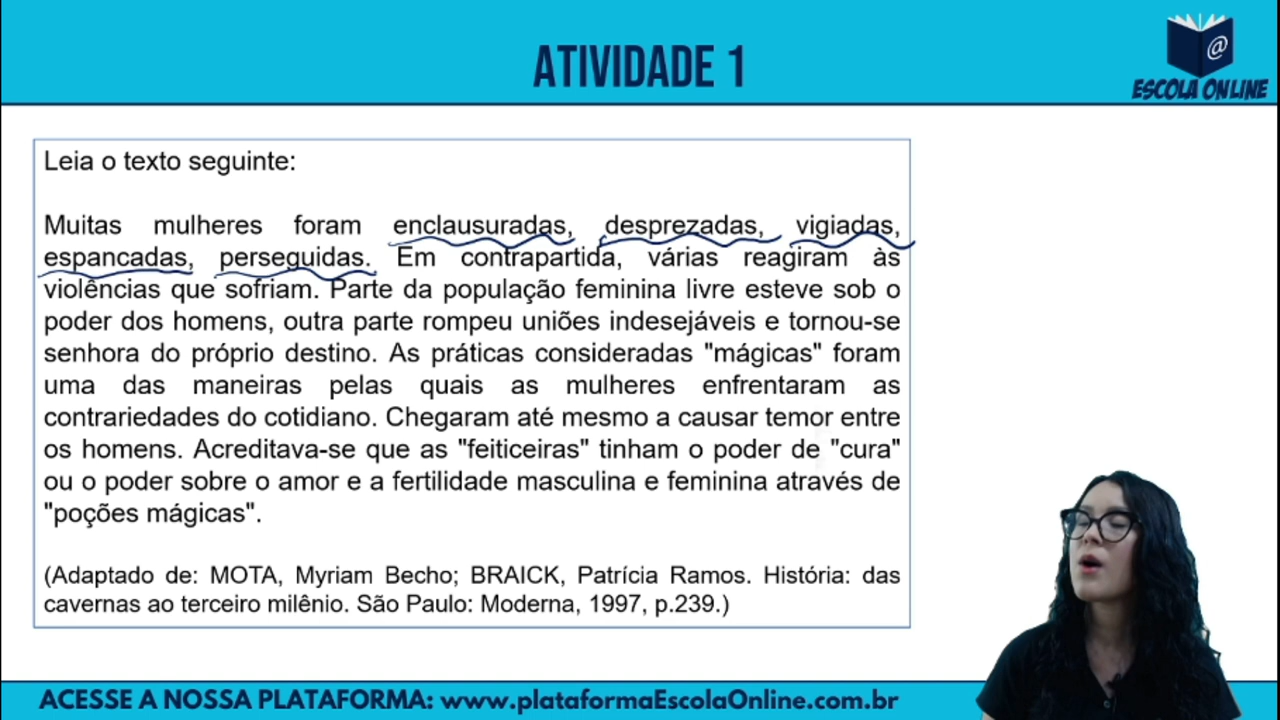 ATIVIDADE 1
@
ESCOLA ONLINE
Leia o texto seguinte:
Muitas mulheres foram enclausuradas, desprezadas, vigiadas,
espancadas, perseguidas. Em contrapartida, várias reagiram às
violências que sofriam. Parte da população feminina livre esteve sob o
poder dos homens, outra parte rompeu uniões indesejáveis e tornou-se
senhora do próprio destino. As práticas consideradas "mágicas" foram
uma das maneiras pelas quais as mulheres enfrentaram as
contrariedades do cotidiano. Chegaram até mesmo a causar temor entre
os homens. Acreditava-se que as "feiticeiras" tinham o poder de "cura"
ou o poder sobre o amor e a fertilidade masculina e feminina através de
"poções mágicas".
(Adaptado de: MOTA, Myriam Becho; BRAICK, Patrícia Ramos. História: das
cavernas ao terceiro milênio. São Paulo: Moderna, 1997, p.239.)
ACESSE A NOSSA PLATAFORMA: www.plataformaEscolaOnline.com.br